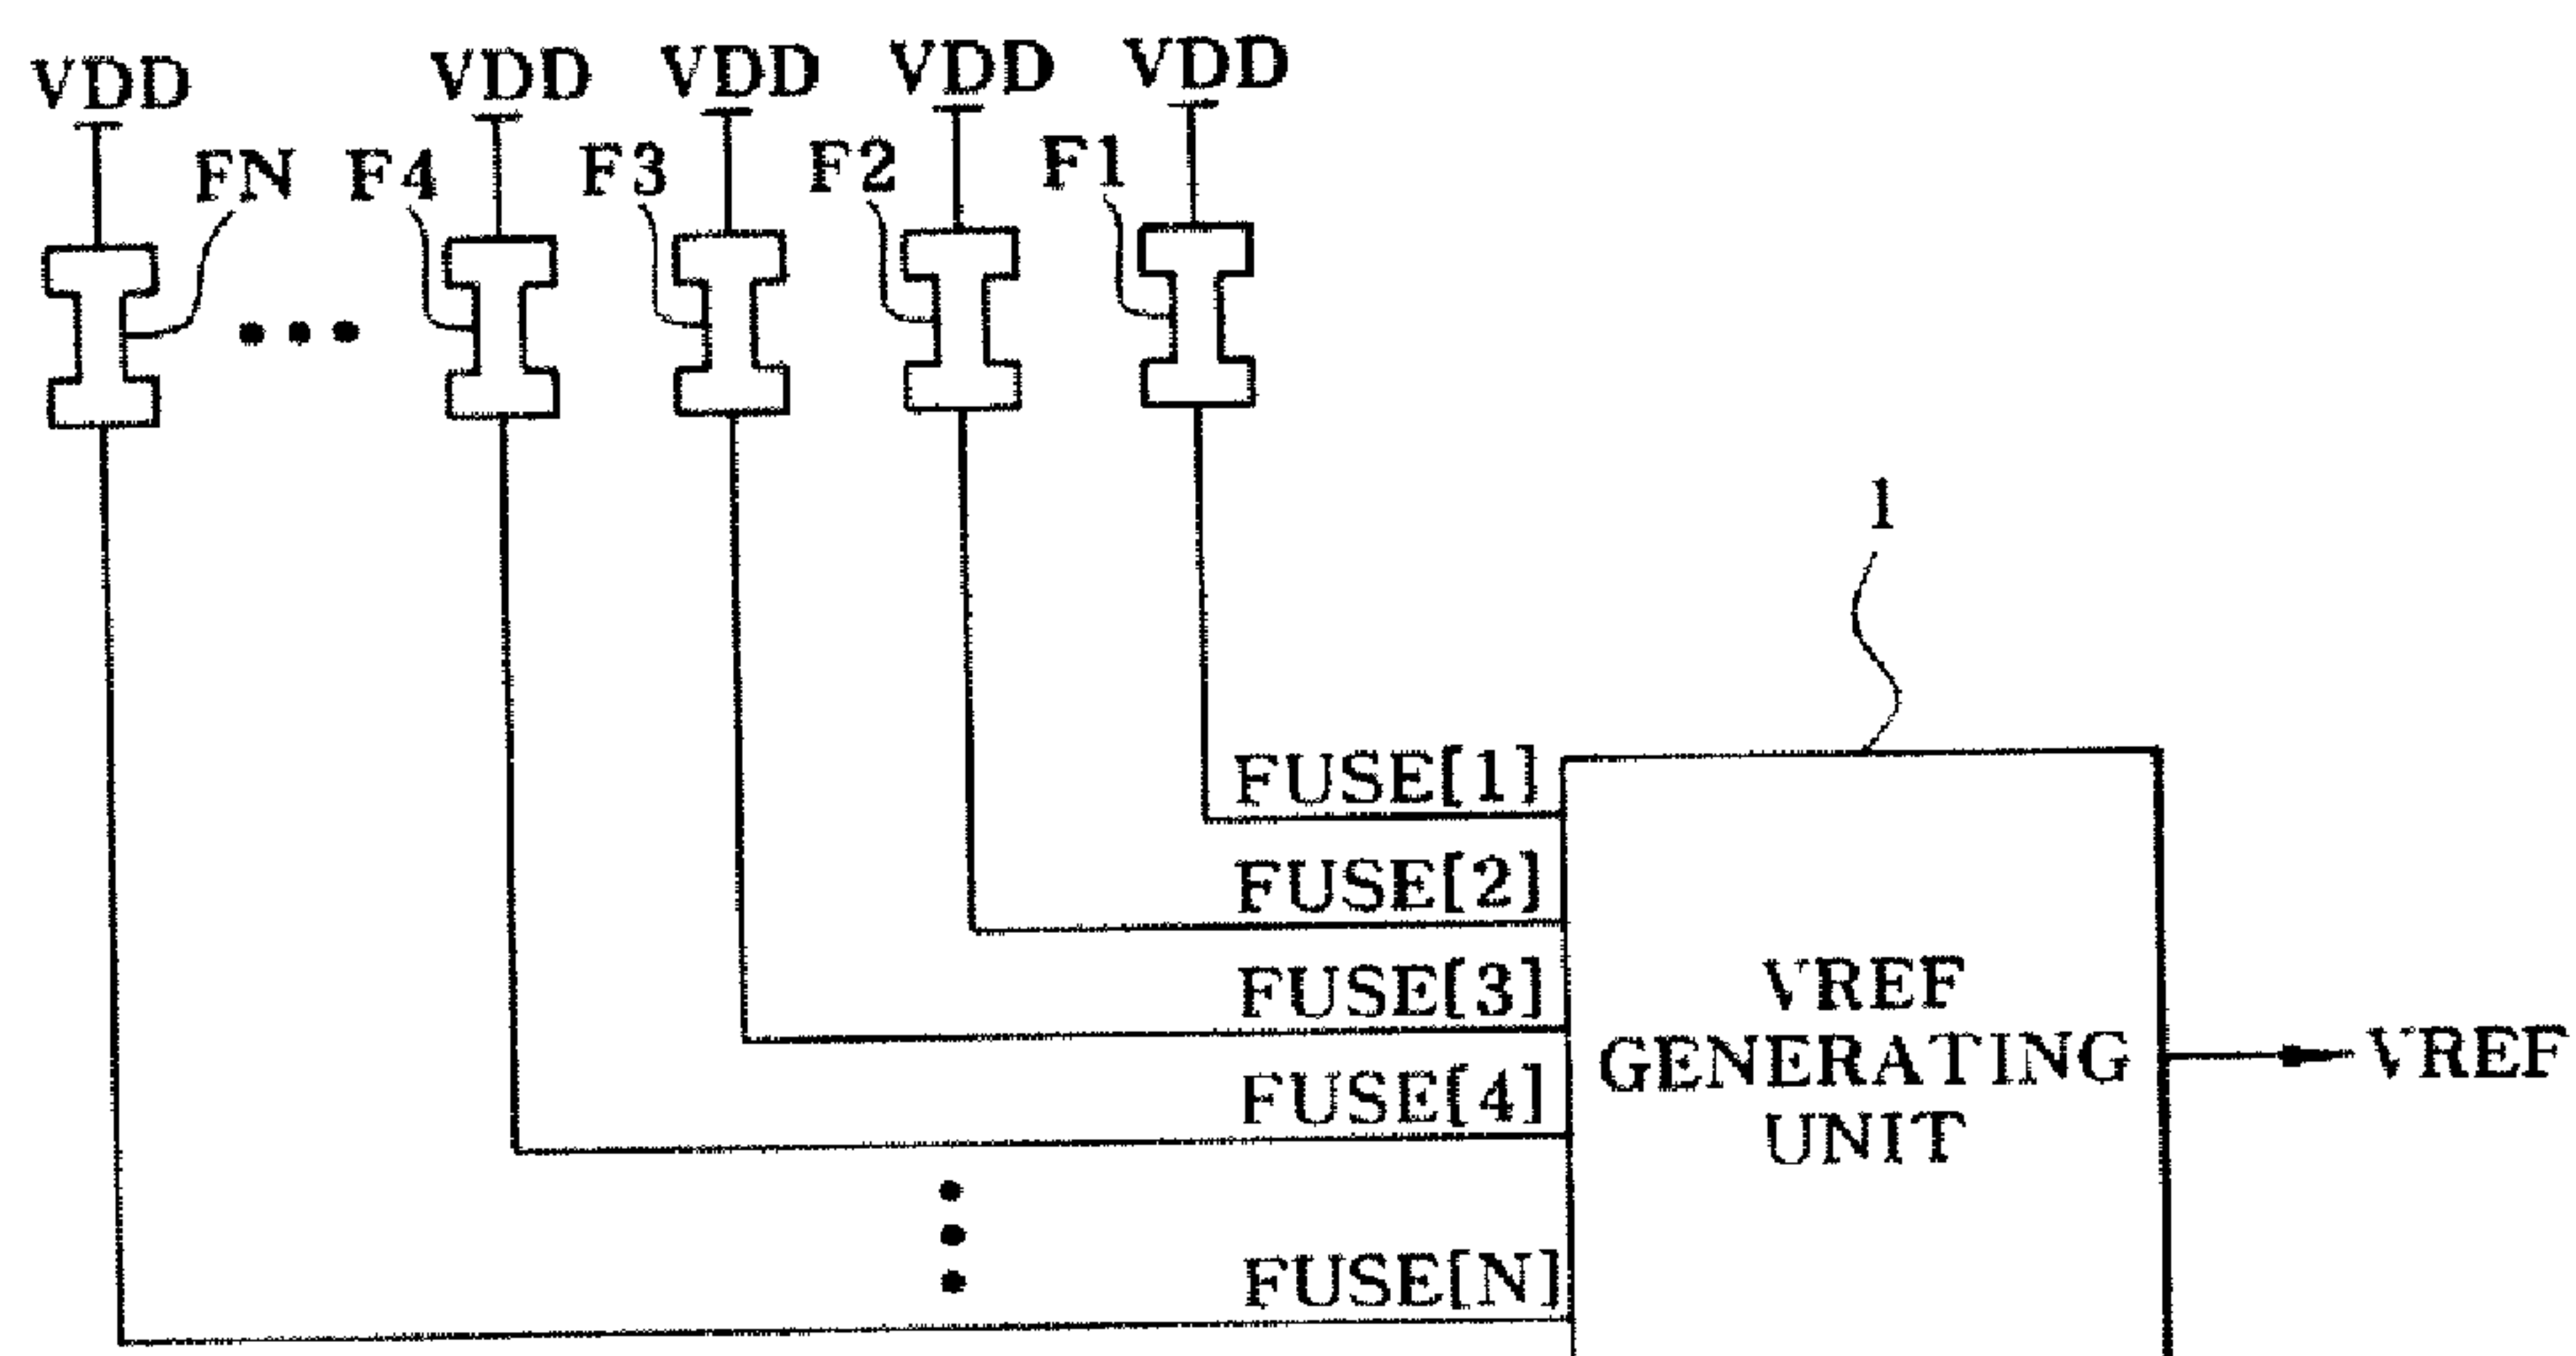 VDD VDD VDD VDD VDD
FN F4 F3 F2 F1
1
FUSE[1]
FUSE[2]
FUSE[3]
FUSE[4]
FUSE[N]
VREF
GENERATING
UNIT
VREF